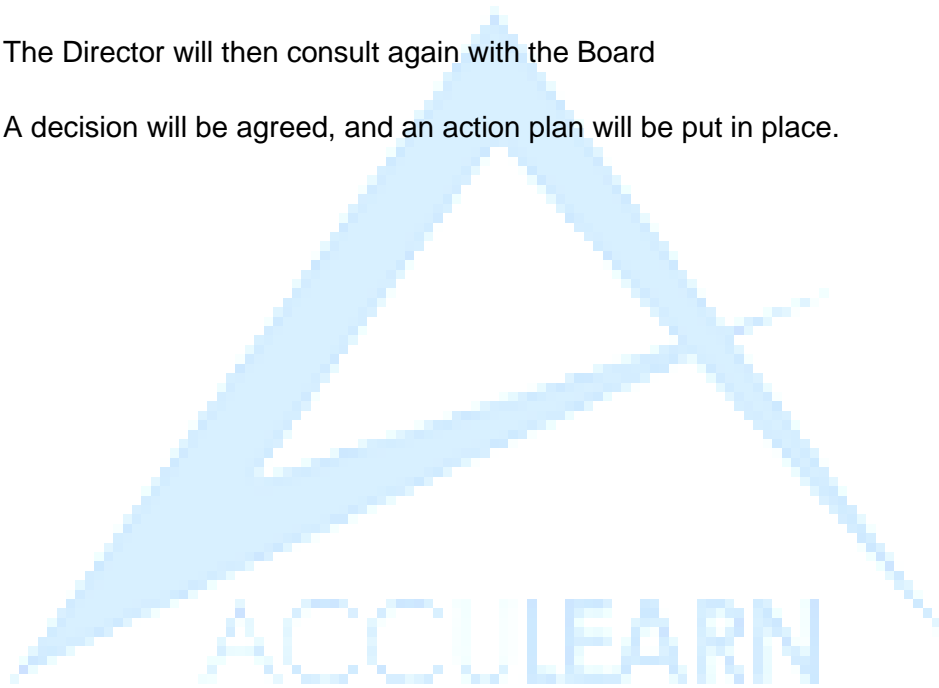 The Director will then consult again with the Board
A decision will be agreed, and an action plan will be put in place.
ACCULEARN